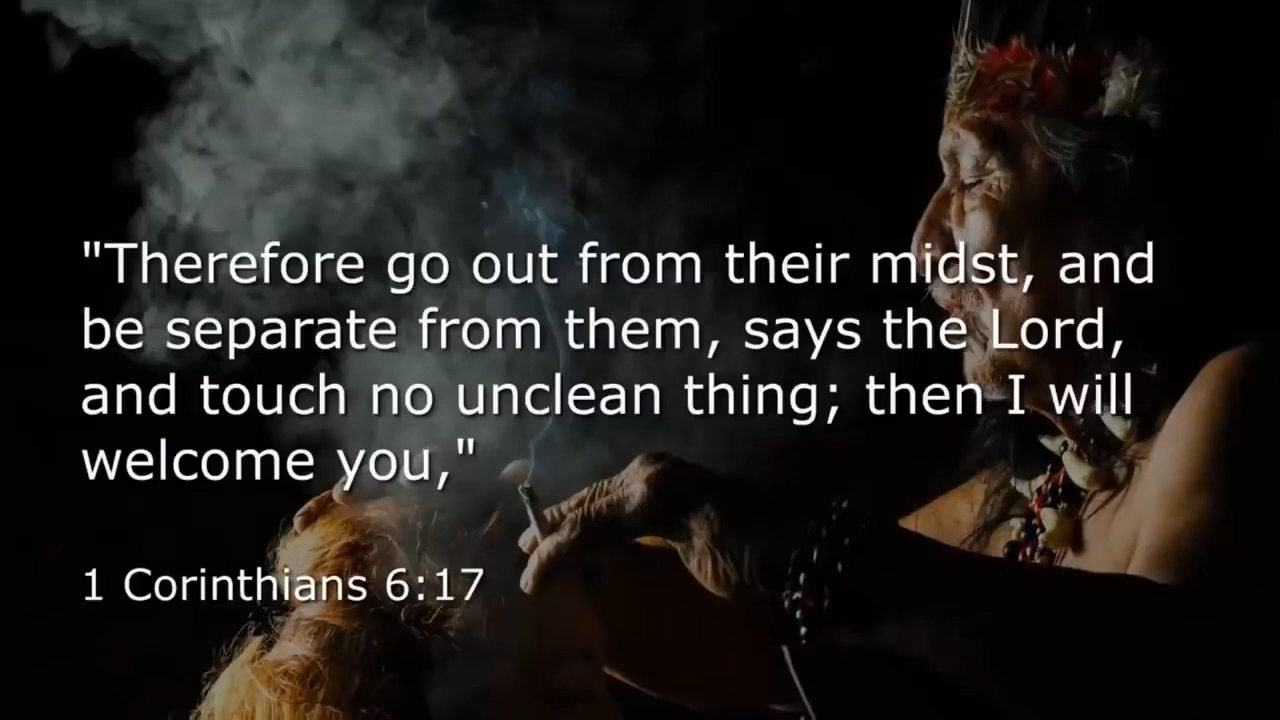 "Therefore go out from their midst, and
be separate from them, says the Lord,
and touch no unclean thing; then I will
welcome you,"
1 Corinthians 6:17